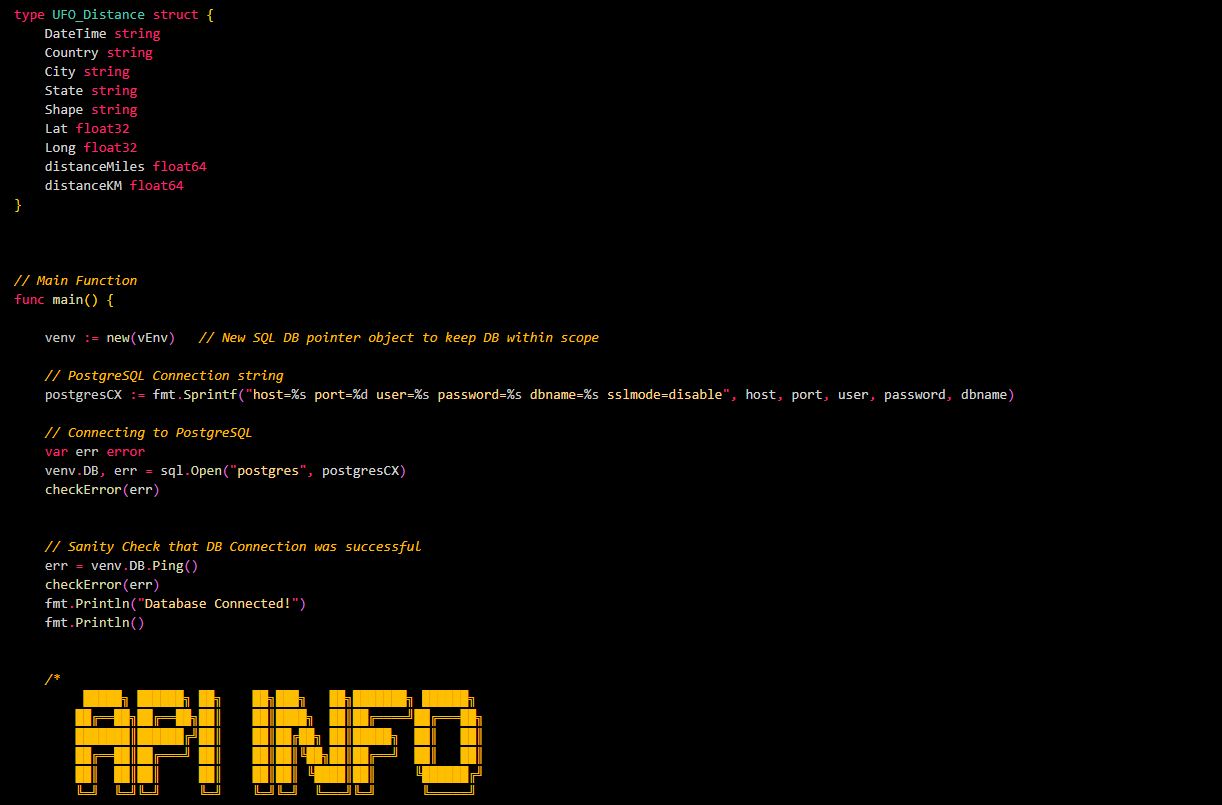 type UFO_Distance struct {
    DateTime string
    Country string
    City string
    State string
    Shape string
    Lat float32
    Long float32
    distanceMiles float64
    distanceKM float64
}
// Main Function
func main() {
    venv := new(vEnv)   // New SQL DB pointer object to keep DB within scope
    // PostgreSQL Connection string
    postgresCX := fmt.Sprintf("host=%s port=%d user=%s password=%s dbname=%s sslmode=disable", host, port, user, password, dbname)
    // Connecting to PostgreSQL
    var err error
    venv.DB, err = sql.Open("postgres", postgresCX)
    checkError(err)
    // Sanity Check that DB Connection was successful
    err = venv.DB.Ping()
    checkError(err)
    fmt.Println("Database Connected!")
    fmt.Println()
    /*
API INFO